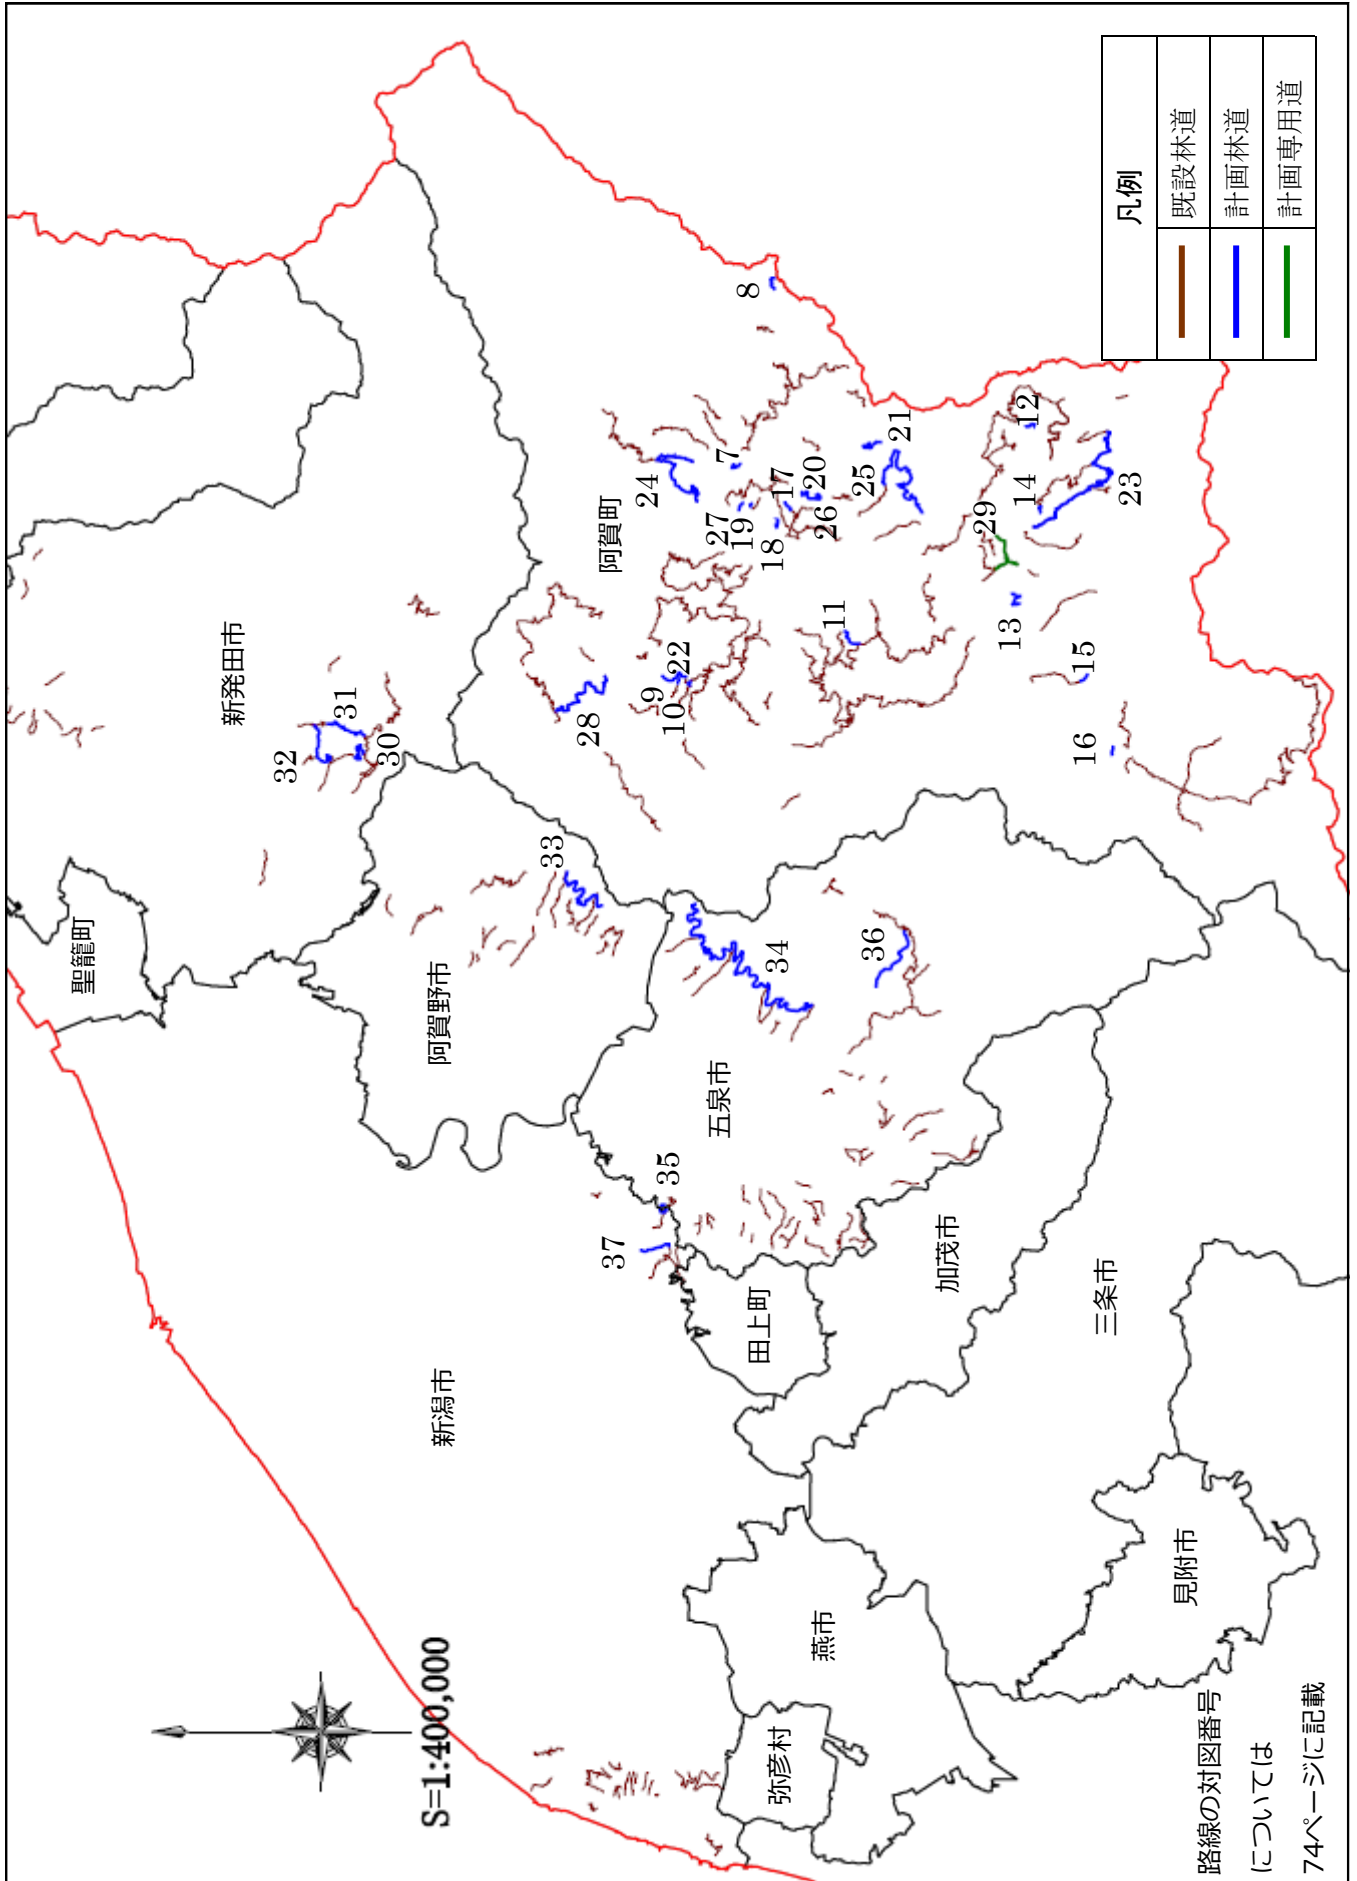 聖籠町
新発田市
32
31
30
S=1:400,000
新潟市
阿賀野市
33
28
阿賀町
37
35
24
10
9
22
27
五泉市
7
19
8
田上町
弥彦村
34
18
17
燕市
20
26
11
36
25
21
加茂市
29
13
14
12
15
16
三条市
23
見附市
凡例
既設林道
計画林道
計画専用道
路線の対図番号
については
74ページに記載